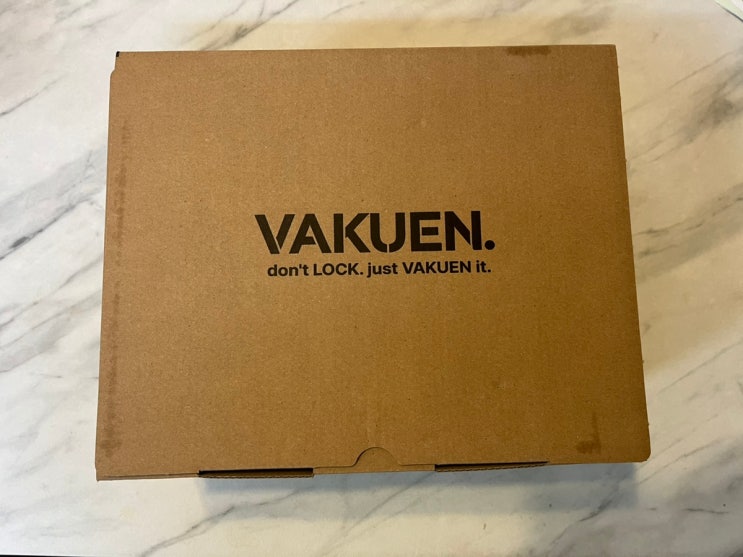 VAKUEN.
don't LOCK. just VAKUEN it.